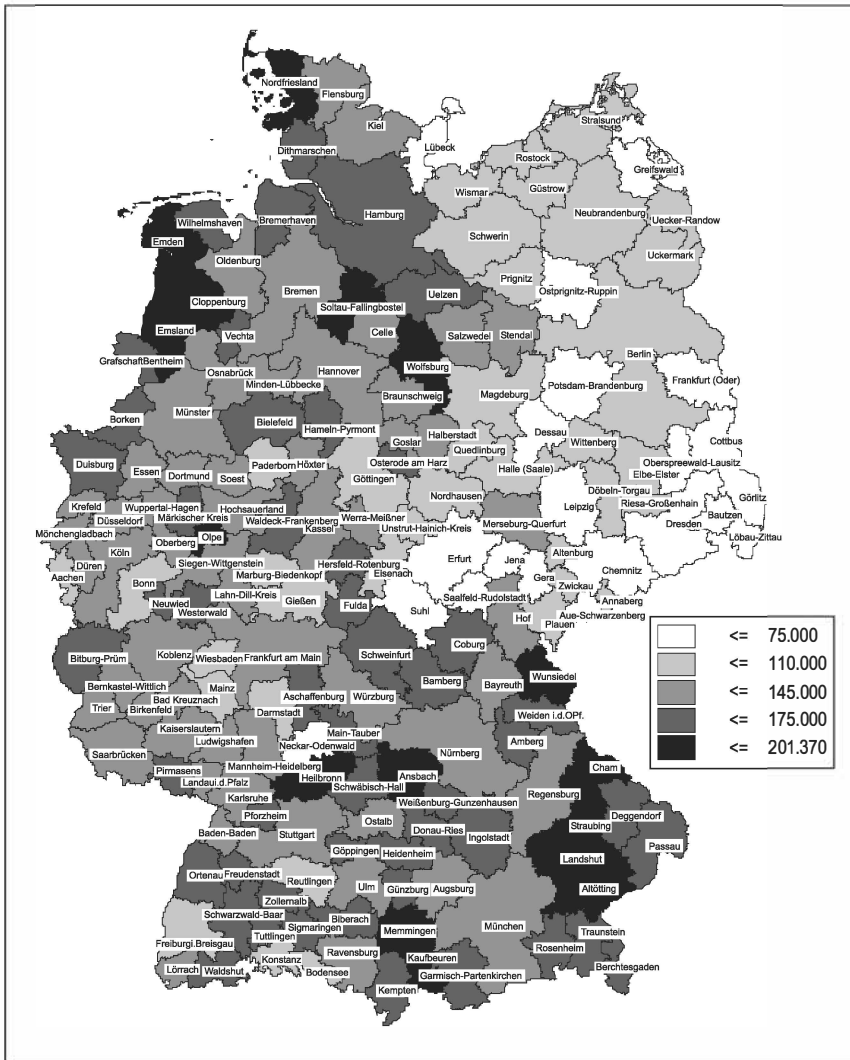 Nordfriesland
Flensburg
Kiel
Stralsund
Lübeck
Dithmarschen
Rostock
Greifswald
Güstrow
Wismar
Hamburg
Neubrandenburg
Uecker-Randow
Wilhelmshaven
Bremerhaven
Emden
Schwerin
Uckermark
Oldenburg
Prignitz
Ostprignitz-Ruppin
Bremen
Uelzen
Cloppenburg
Soltau-Fallingbostel
Emsland
Celle
Salzwedel
Stendal
Vechta
Berlin
GrafschaftBentheim
Wolfsburg
Osnabrück
Hannover
Frankfurt (Oder)
Minden-Lübbecke
Potsdam-Brandenburg
Braunschweig
Magdeburg
Münster
Borken
Bielefeld
Hameln-Pyrmont
Dessau
Halberstadt
Goslar
Wittenberg
Cottbus
Quedlinburg
Duisburg
Paderborn
Höxter
Osterode am Harz
Oberspreewald-Lausitz
Essen
Dortmund
Soest
Göttingen
Halle (Saale)
Elbe-Elster
Döbeln-Torgau
Nordhausen
Görlitz
Krefeld
Wuppertal-Hagen
Hochsauerland
Leipzig
Riesa-Großenhain
Bautzen
Düsseldorf
Märkischer Kreis
Waldeck-Frankenberg
Kassel
Werra-Meißner
Unstrut-Hainich-Kreis
Merseburg-Querfurt
Dresden
Mönchengladbach
Olpe
Löbau-Zittau
Köln
Oberberg
Erfurt
Jena
Altenburg
Düren
Siegen-Wittgenstein
Hersfeld-Rotenburg
Chemnitz
Aachen
Bonn
Marburg-Biedenkopf
Eisenach
Gera
Zwickau
Lahn-Dill-Kreis
Gießen
Saalfeld-Rudolstadt
Annaberg
Neuwied
Westerwald
Fulda
Suhl
Aue-Schwarzenberg
Hof
Plauen
Coburg
Koblenz
Wiesbaden
Frankfurt am Main
Schweinfurt
Bitburg-Prüm
Wunsiedel
Bamberg
Bernkastel-Wittlich
Mainz
Bayreuth
Bad Kreuznach
Aschaffenburg
Würzburg
Trier
Birkenfeld
Darmstadt
Weiden i.d.OPf.
Kaiserslautern
Main-Tauber
Ludwigshafen
Neckar-Odenwald
Amberg
Saarbrücken
Nürnberg
Mannheim-Heidelberg
Cham
Pirmasens
Heilbronn
Ansbach
Landaui.d.Pfalz
Schwäbisch-Hall
Regensburg
Karlsruhe
Weißenburg-Gunzenhausen
Pforzheim
Ostalb
Deggendorf
Straubing
Baden-Baden
Stuttgart
Donau-Ries
Ingolstadt
Passau
Göppingen
Heidenheim
Landshut
Ortenau
Freudenstadt
Reutlingen
Ulm
Günzburg
Augsburg
Altötting
Zollernalb
Schwarzwald-Baar
Biberach
Sigmaringen
München
Memmingen
Traunstein
Tuttlingen
Freiburgi.Breisgau
Rosenheim
Ravensburg
Kaufbeuren
Konstanz
Lörrach
Waldshut
Bodensee
Garmisch-Partenkirchen
Berchtesgaden
Kempten
<= 75.000
<= 110.000
<= 145.000
<= 175.000
<= 201.370